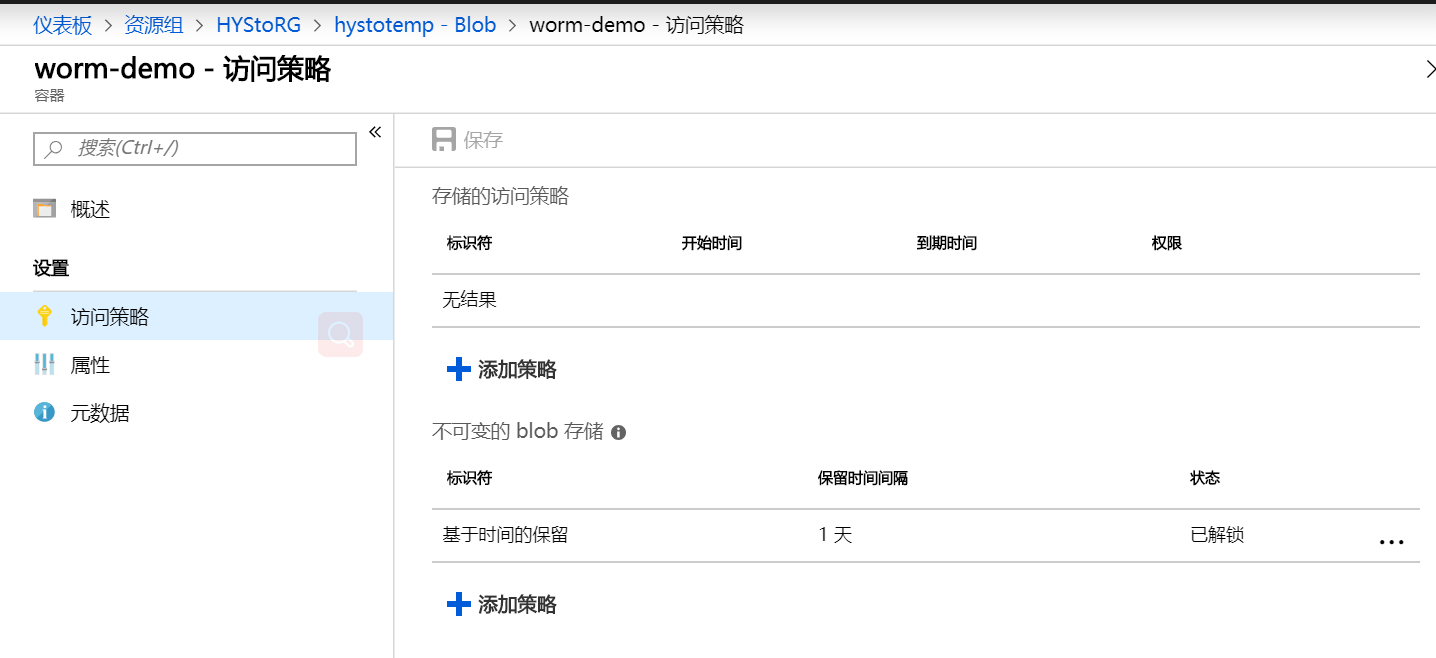 仪表板 > 资源组 > HYStoRG > hystotemp - Blob > worm-demo - 访问策略
worm-demo - 访问策略
容器
搜索(Ctrl+/)
«
概述
设置
访问策略
属性
元数据
保存
存储的访问策略
标识符 开始时间 到期时间 权限
无结果
添加策略
不可变的 blob 存储
标识符 保留时间间隔 状态
基于时间的保留 1 天 已解锁 ...
添加策略